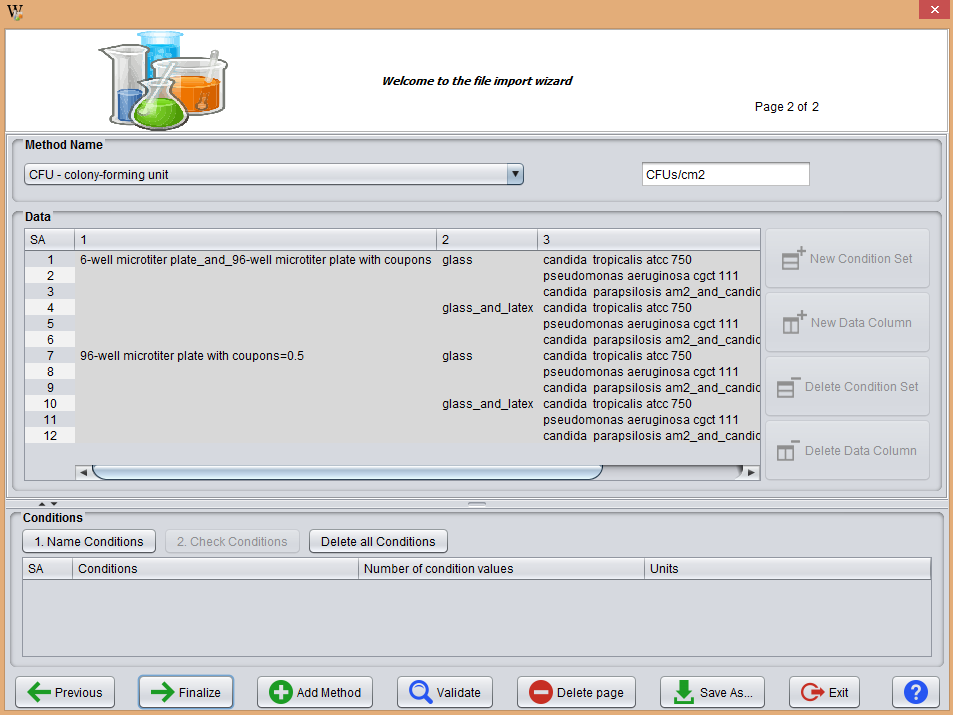 W
Welcome to the file import wizard
Page 2 of 2
Method Name
CFU - colony-forming unit
CFUs/cm2
Data
SA 1 2 3
1 6-well microtiter plate_and_96-well microtiter plate with coupons glass candida tropicalis atcc 750
2 pseudomonas aeruginosa cgct 111
3 candida parapsilosis am2_and_candic
4 glass_and_latex candida tropicalis atcc 750
5 pseudomonas aeruginosa cgct 111
6 candida parapsilosis am2_and_candic
7 96-well microtiter plate with coupons=0.5 glass candida tropicalis atcc 750
8 pseudomonas aeruginosa cgct 111
9 candida parapsilosis am2_and_candic
10 glass_and_latex candida tropicalis atcc 750
11 pseudomonas aeruginosa cgct 111
12 candida parapsilosis am2_and_candic
New Condition Set
New Data Column
Delete Condition Set
Delete Data Column
Conditions
1. Name Conditions 2. Check Conditions Delete all Conditions
SA Conditions Number of condition values Units
Previous Finalize Add Method Validate Delete page Save As... Exit ?